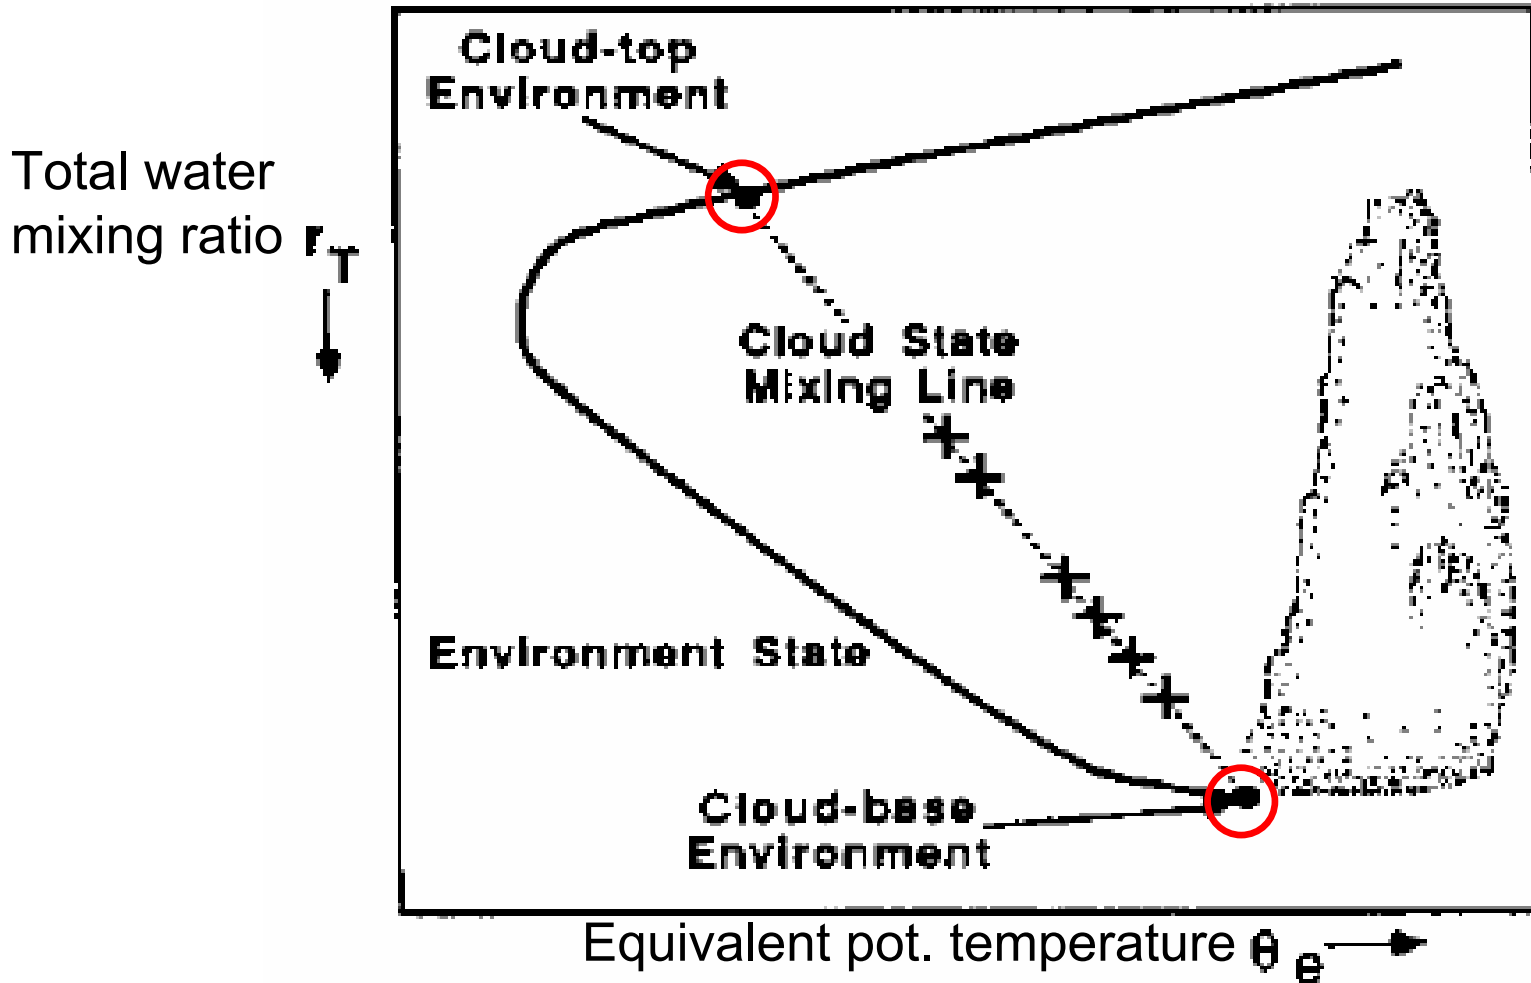 Cloud-top
Environment
Total water
mixing ratio r_T
Cloud State
Mixing Line
Environment State
Cloud-base
Environment
Equivalent pot. temperature θ_e